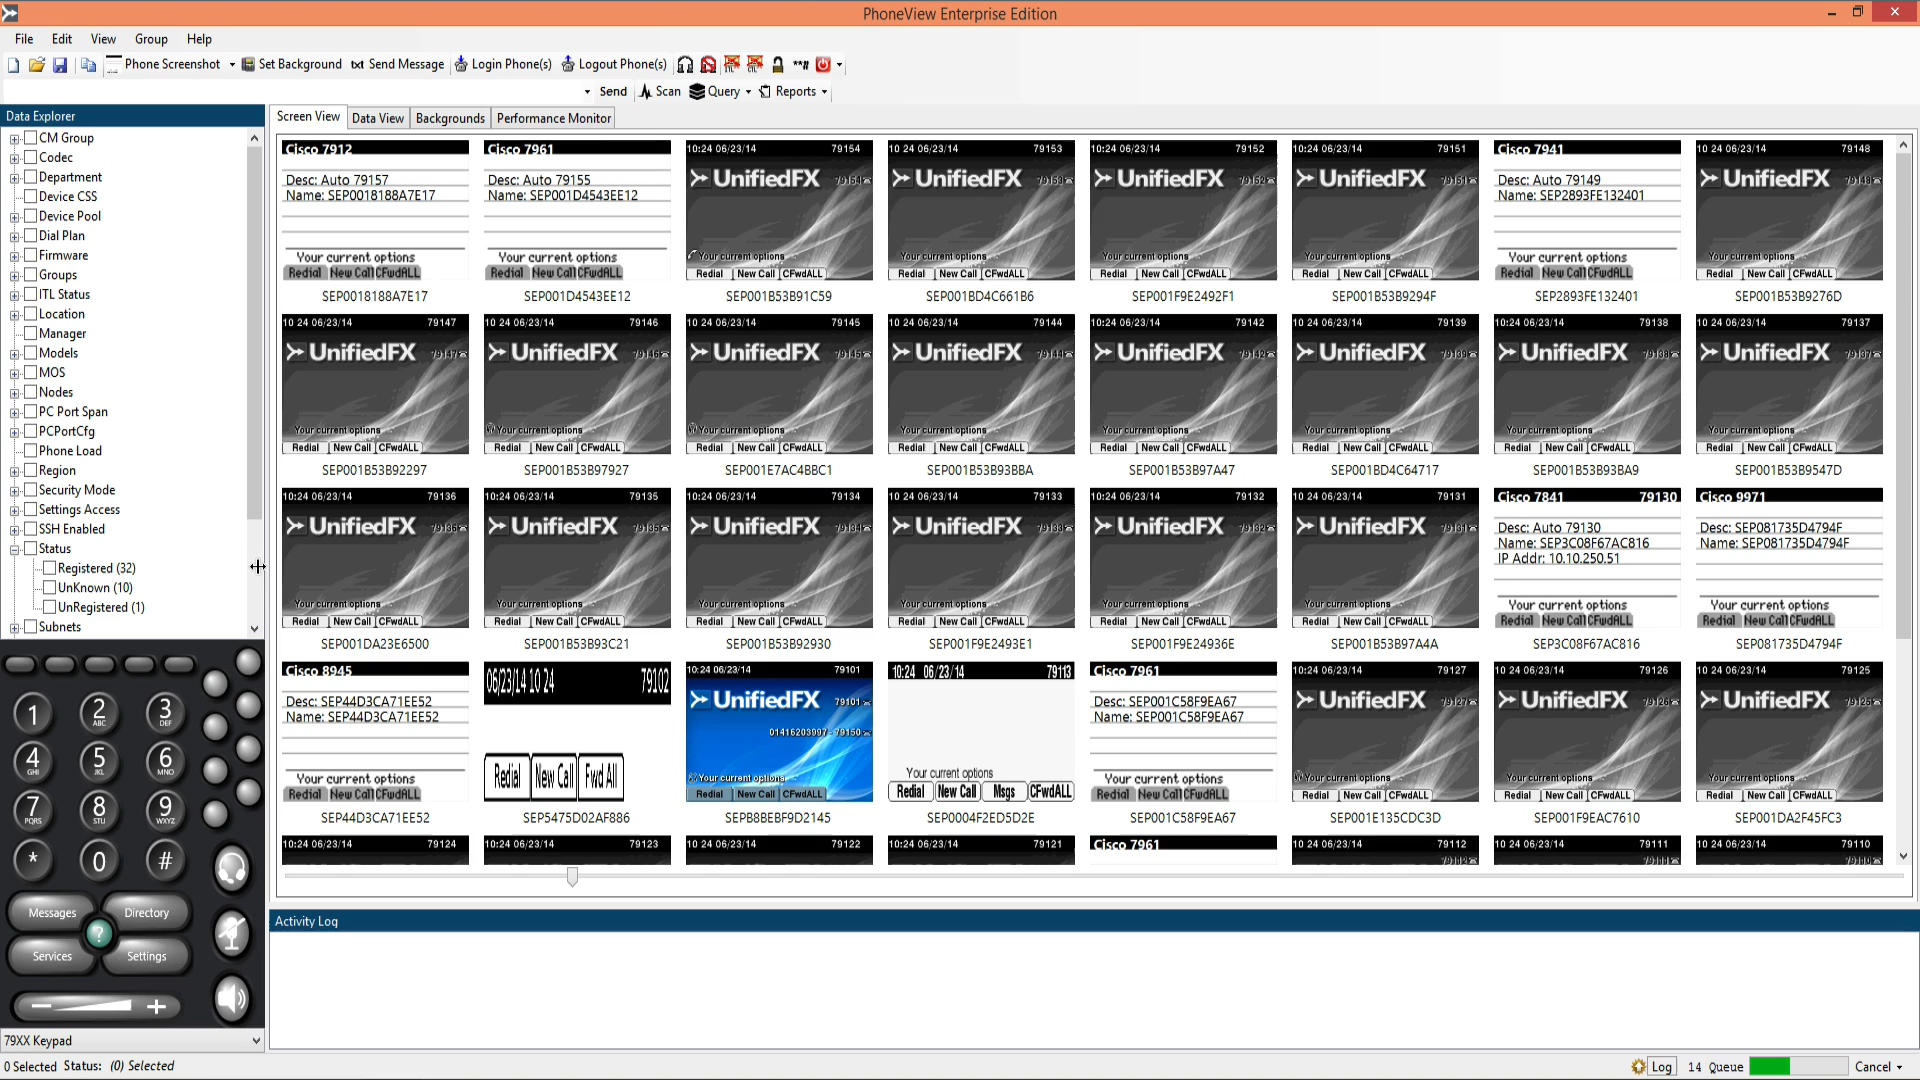 PhoneView Enterprise Edition
File Edit View Group Help
Phone Screenshot Set Background txt Send Message Login Phone(s) Logout Phone(s) **#
Send Scan Query Reports
Data Explorer
CM Group
Codec
Department
Device CSS
Device Pool
Dial Plan
Firmware
Groups
ITL Status
Location
Manager
Models
MOS
Nodes
PC Port Span
PCPortCfg
Phone Load
Region
Security Mode
Settings Access
SSH Enabled
Status
Registered (32)
UnKnown (10)
UnRegistered (1)
Subnets
1 2 ABC 3 DEF
4 GHI 5 JKL 6 MNO
7 PQRS 8 TUV 9 WXYZ
* 0 #
Messages Directory
?
Services Settings
79XX Keypad
Screen View Data View Backgrounds Performance Monitor
Cisco 7912 Cisco 7961 10:24 06/23/14 79154 10:24 06/23/14 79153 10:24 06/23/14 79152 10:24 06/23/14 79151 Cisco 7941 10:24 06/23/14 79148
UnifiedFX 79154 UnifiedFX 79153 UnifiedFX 79152 UnifiedFX 79151 UnifiedFX 79148
Desc: Auto 79157 Desc: Auto 79155 Desc: Auto 79149
Name: SEP0018188A7E17 Name: SEP001D4543EE12 Name: SEP2893FE132401
Your current options Your current options Your current options Your current options Your current options Your current options Your current options Your current options
Redial New Call CFwdALL Redial New Call CFwdALL Redial New Call CFwdALL Redial New Call CFwdALL Redial New Call CFwdALL Redial New Call CFwdALL Redial New Call CFwdALL Redial New Call CFwdALL
SEP0018188A7E17 SEP001D4543EE12 SEP001B53B91C59 SEP001BD4C661B6 SEP001F9E2492F1 SEP001B53B9294F SEP2893FE132401 SEP001B53B9276D
10 24 06/23/14 79147 10 24 06/23/14 79146 10 24 06/23/14 79145 10 24 06/23/14 79144 10 24 06/23/14 79142 10 24 06/23/14 79139 10 24 06/23/14 79138 10 24 06/23/14 79137
UnifiedFX 79147 UnifiedFX 79146 UnifiedFX 79145 UnifiedFX 79144 UnifiedFX 79142 UnifiedFX 79139 UnifiedFX 79138 UnifiedFX 79137
Your current options Your current options Your current options Your current options Your current options Your current options Your current options Your current options
Redial New Call CFwdALL Redial New Call CFwdALL Redial New Call CFwdALL Redial New Call CFwdALL Redial New Call CFwdALL Redial New Call CFwdALL Redial New Call CFwdALL Redial New Call CFwdALL
SEP001B53B92297 SEP001B53B97927 SEP001E7AC4BBC1 SEP001B53B93BBA SEP001B53B97A47 SEP001BD4C64717 SEP001B53B93BA9 SEP001B53B9547D
10:24 06/23/14 79136 10:24 06/23/14 79135 10:24 06/23/14 79134 10:24 06/23/14 79133 10:24 06/23/14 79132 10 24 06/23/14 79131 Cisco 7841 79130 Cisco 9971
UnifiedFX 79136 UnifiedFX 79135 UnifiedFX 79134 UnifiedFX 79133 UnifiedFX 79132 UnifiedFX 79131
Desc: Auto 79130 Desc: SEP081735D4794F
Name: SEP3C08F67AC816 Name: SEP081735D4794F
IP Addr: 10.10.250.51
Your current options Your current options Your current options Your current options Your current options Your current options Your current options Your current options
Redial New Call CFwdALL Redial New Call CFwdALL Redial New Call CFwdALL Redial New Call CFwdALL Redial New Call CFwdALL Redial New Call CFwdALL Redial New Call CFwdALL Redial New Call CFwdALL
SEP001DA23E6500 SEP001B53B93C21 SEP001B53B92930 SEP001F9E2493E1 SEP001F9E24936E SEP001B53B97A4A SEP3C08F67AC816 SEP081735D4794F
Cisco 8945 06/23/14 10 24 79102 10:24 06/23/14 79101 10:24 06/23/14 79113 Cisco 7961 10:24 06/23/14 79127 10:24 06/23/14 79126 10:24 06/23/14 79125
UnifiedFX 79101 UnifiedFX 79127 UnifiedFX 79126 UnifiedFX 79125
Desc: SEP44D3CA71EE52 Desc: SEP001C58F9EA67
Name: SEP44D3CA71EE52 Name: SEP001C58F9EA67
01416203997 - 79150
Your current options Your current options Your current options Your current options Your current options Your current options Your current options
Redial New Call CFwdALL Redial New Call Fwd All Redial New Call CFwdALL Redial New Call Msgs CFwdALL Redial New Call CFwdALL Redial New Call CFwdALL Redial New Call CFwdALL Redial New Call CFwdALL
SEP44D3CA71EE52 SEP5475D02AF886 SEPB8BEBF9D2145 SEP0004F2ED5D2E SEP001C58F9EA67 SEP001E135CDC3D SEP001F9EAC7610 SEP001DA2F45FC3
10 24 06/23/14 79124 10:24 06/23/14 79123 10 24 06/23/14 79122 10:24 06/23/14 79121 Cisco 7961 10 24 06/23/14 79112 10 24 06/23/14 79111 10 24 06/23/14 79110
79112 79111 79110
Activity Log
0 Selected Status: (0) Selected Log 14 Queue Cancel